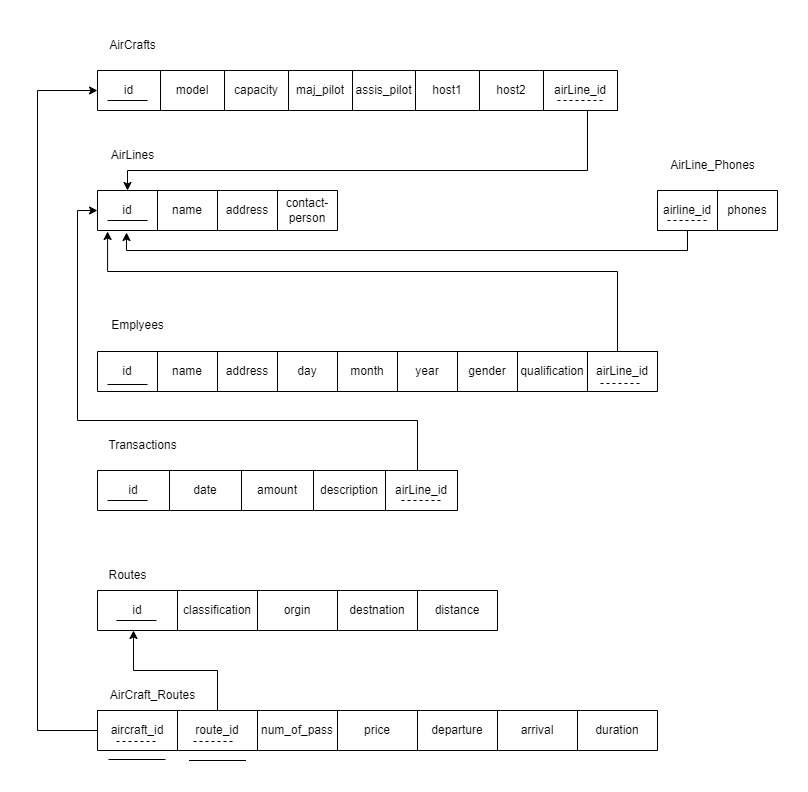 AirCrafts
id model capacity maj_pilot assis_pilot host1 host2 airLine_id
AirLines
AirLine_Phones
id name address contact-
person
airline_id phones
Emplyees
id name address day month year gender qualification airLine_id
Transactions
id date amount description airLine_id
Routes
id classification orgin destnation distance
AirCraft_Routes
aircraft_id route_id num_of_pass price departure arrival duration